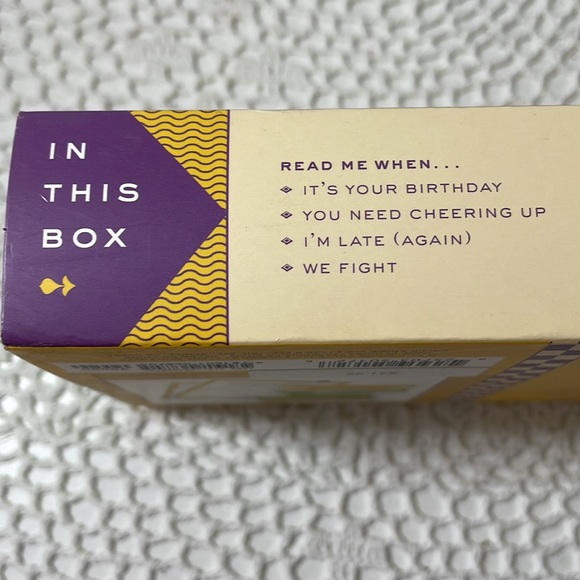 IN
THIS
BOX
READ ME WHEN...
IT'S YOUR BIRTHDAY
YOU NEED CHEERING UP
I'M LATE (AGAIN)
WE FIGHT